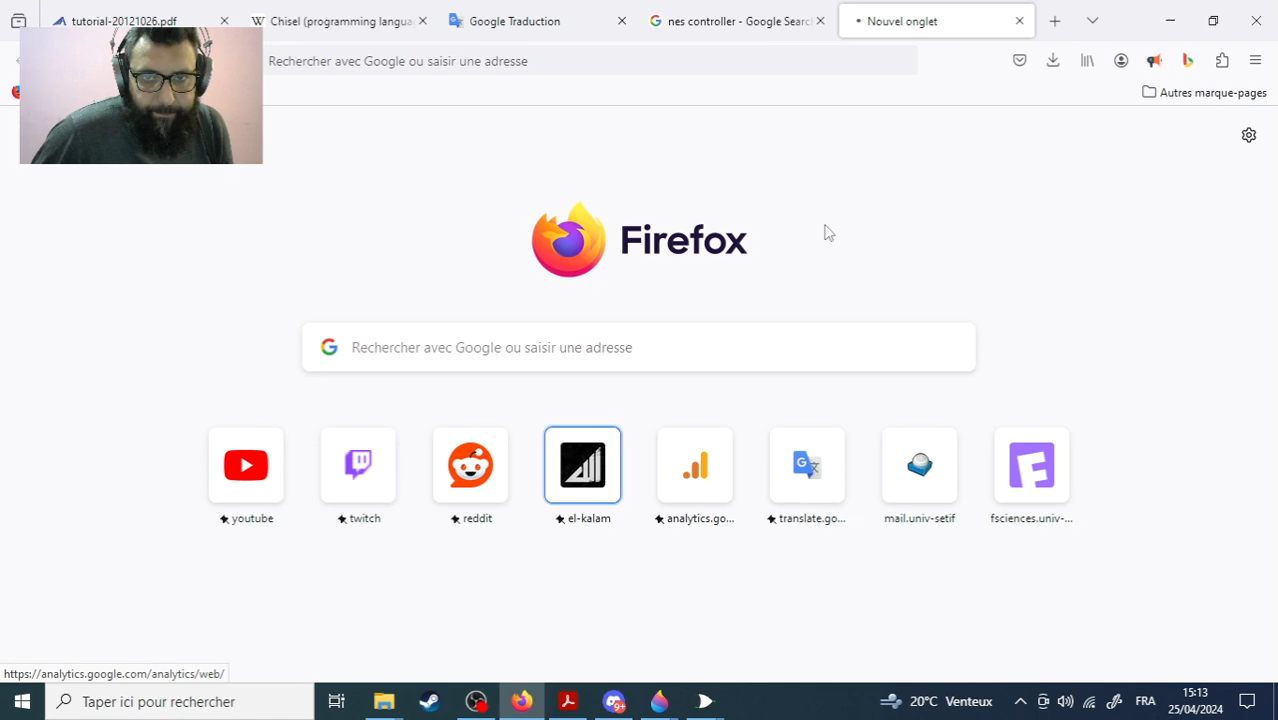 tutorial-20121026.pdf
Chisel (programming langua
Google Traduction
nes controller - Google Searc
Nouvel onglet
Rechercher avec Google ou saisir une adresse
Autres marque-pages
Firefox
Rechercher avec Google ou saisir une adresse
youtube
twitch
reddit
el-kalam
analytics.go...
translate.go...
mail.univ-setif
fsciences.univ-...
https://analytics.google.com/analytics/web/
Taper ici pour rechercher
9+
20°C Venteux
FRA
15:13
25/04/2024